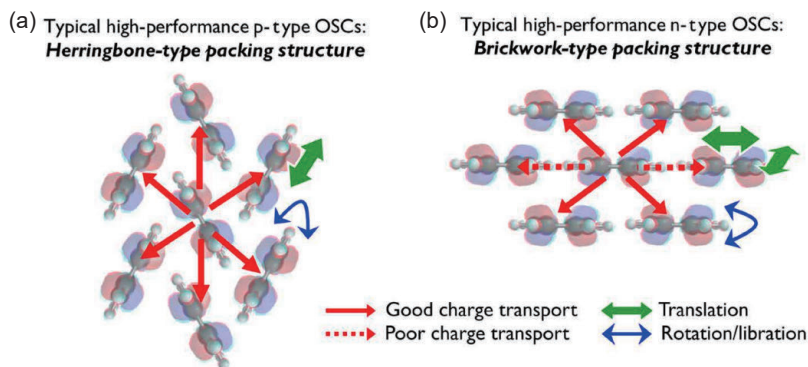 (a) Typical high-performance p-type OSCs:
Herringbone-type packing structure
(b) Typical high-performance n-type OSCs:
Brickwork-type packing structure
Good charge transport
Poor charge transport
Translation
Rotation/libration